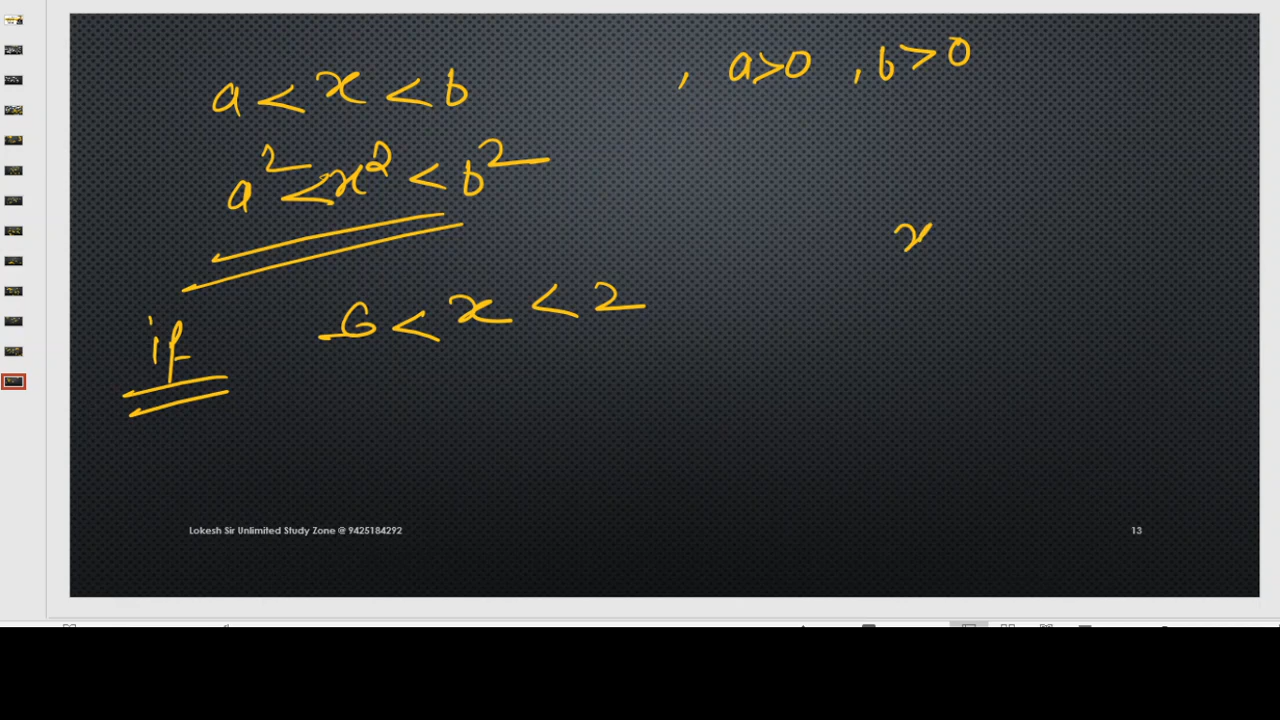 a < x < b , a>0 , b>0
a² < x² < b²
x
if -6 < x < 2
Lokesh Sir Unlimited Study Zone @ 9425184292 13